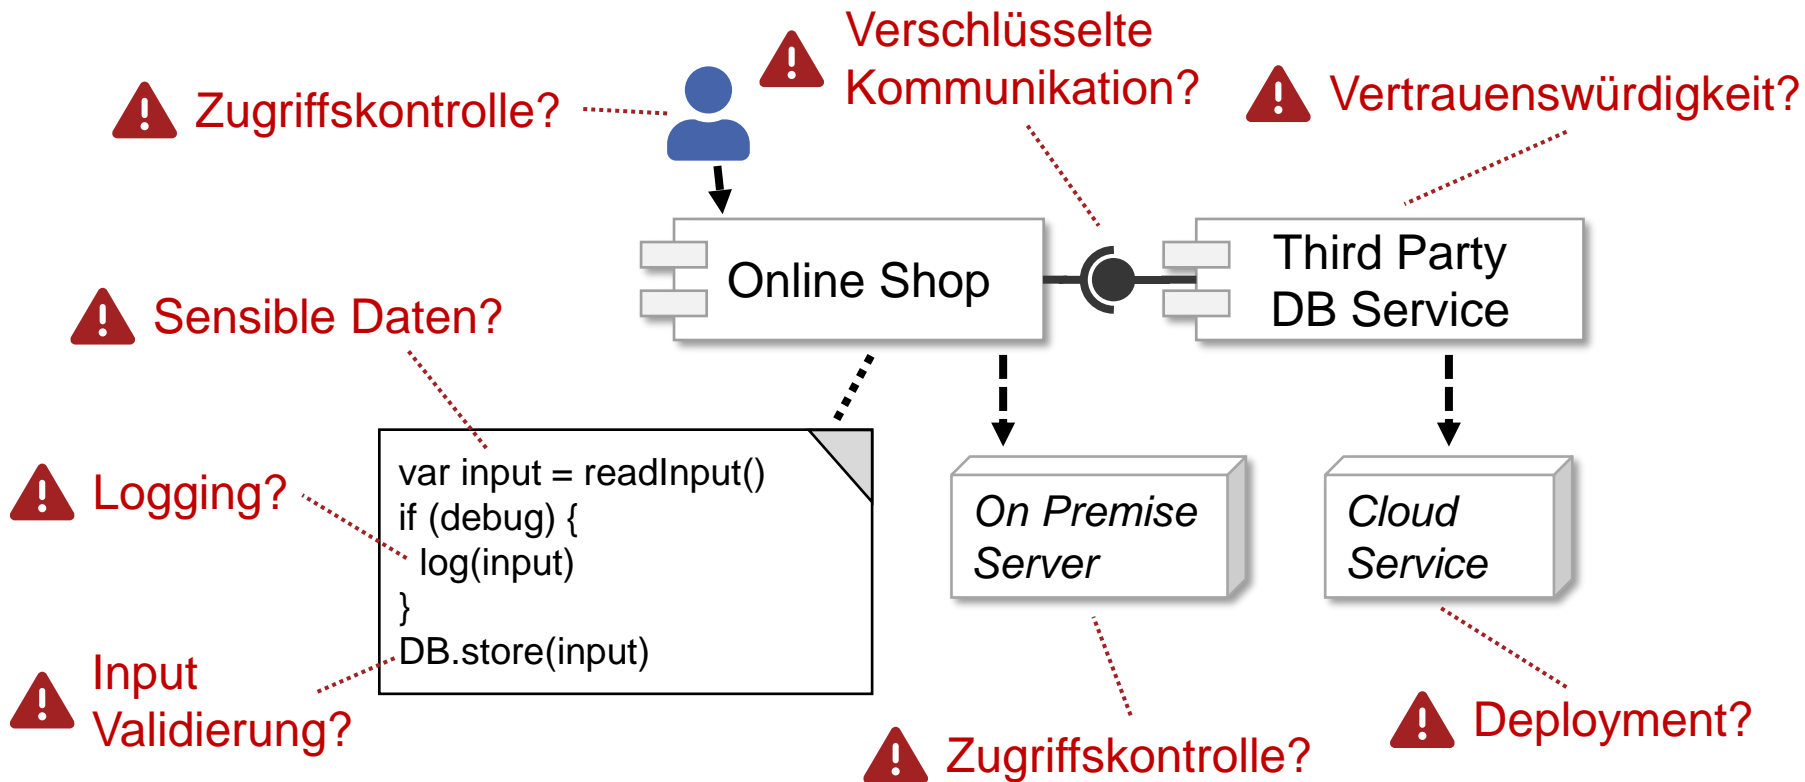 Verschlüsselte
Kommunikation?
Zugriffskontrolle?
Vertrauenswürdigkeit?
Online Shop
Third Party
DB Service
Sensible Daten?
Logging?
Input
Validierung?
var input = readInput()
if (debug) {
log(input)
}
DB.store(input)
On Premise
Server
Cloud
Service
Zugriffskontrolle?
Deployment?